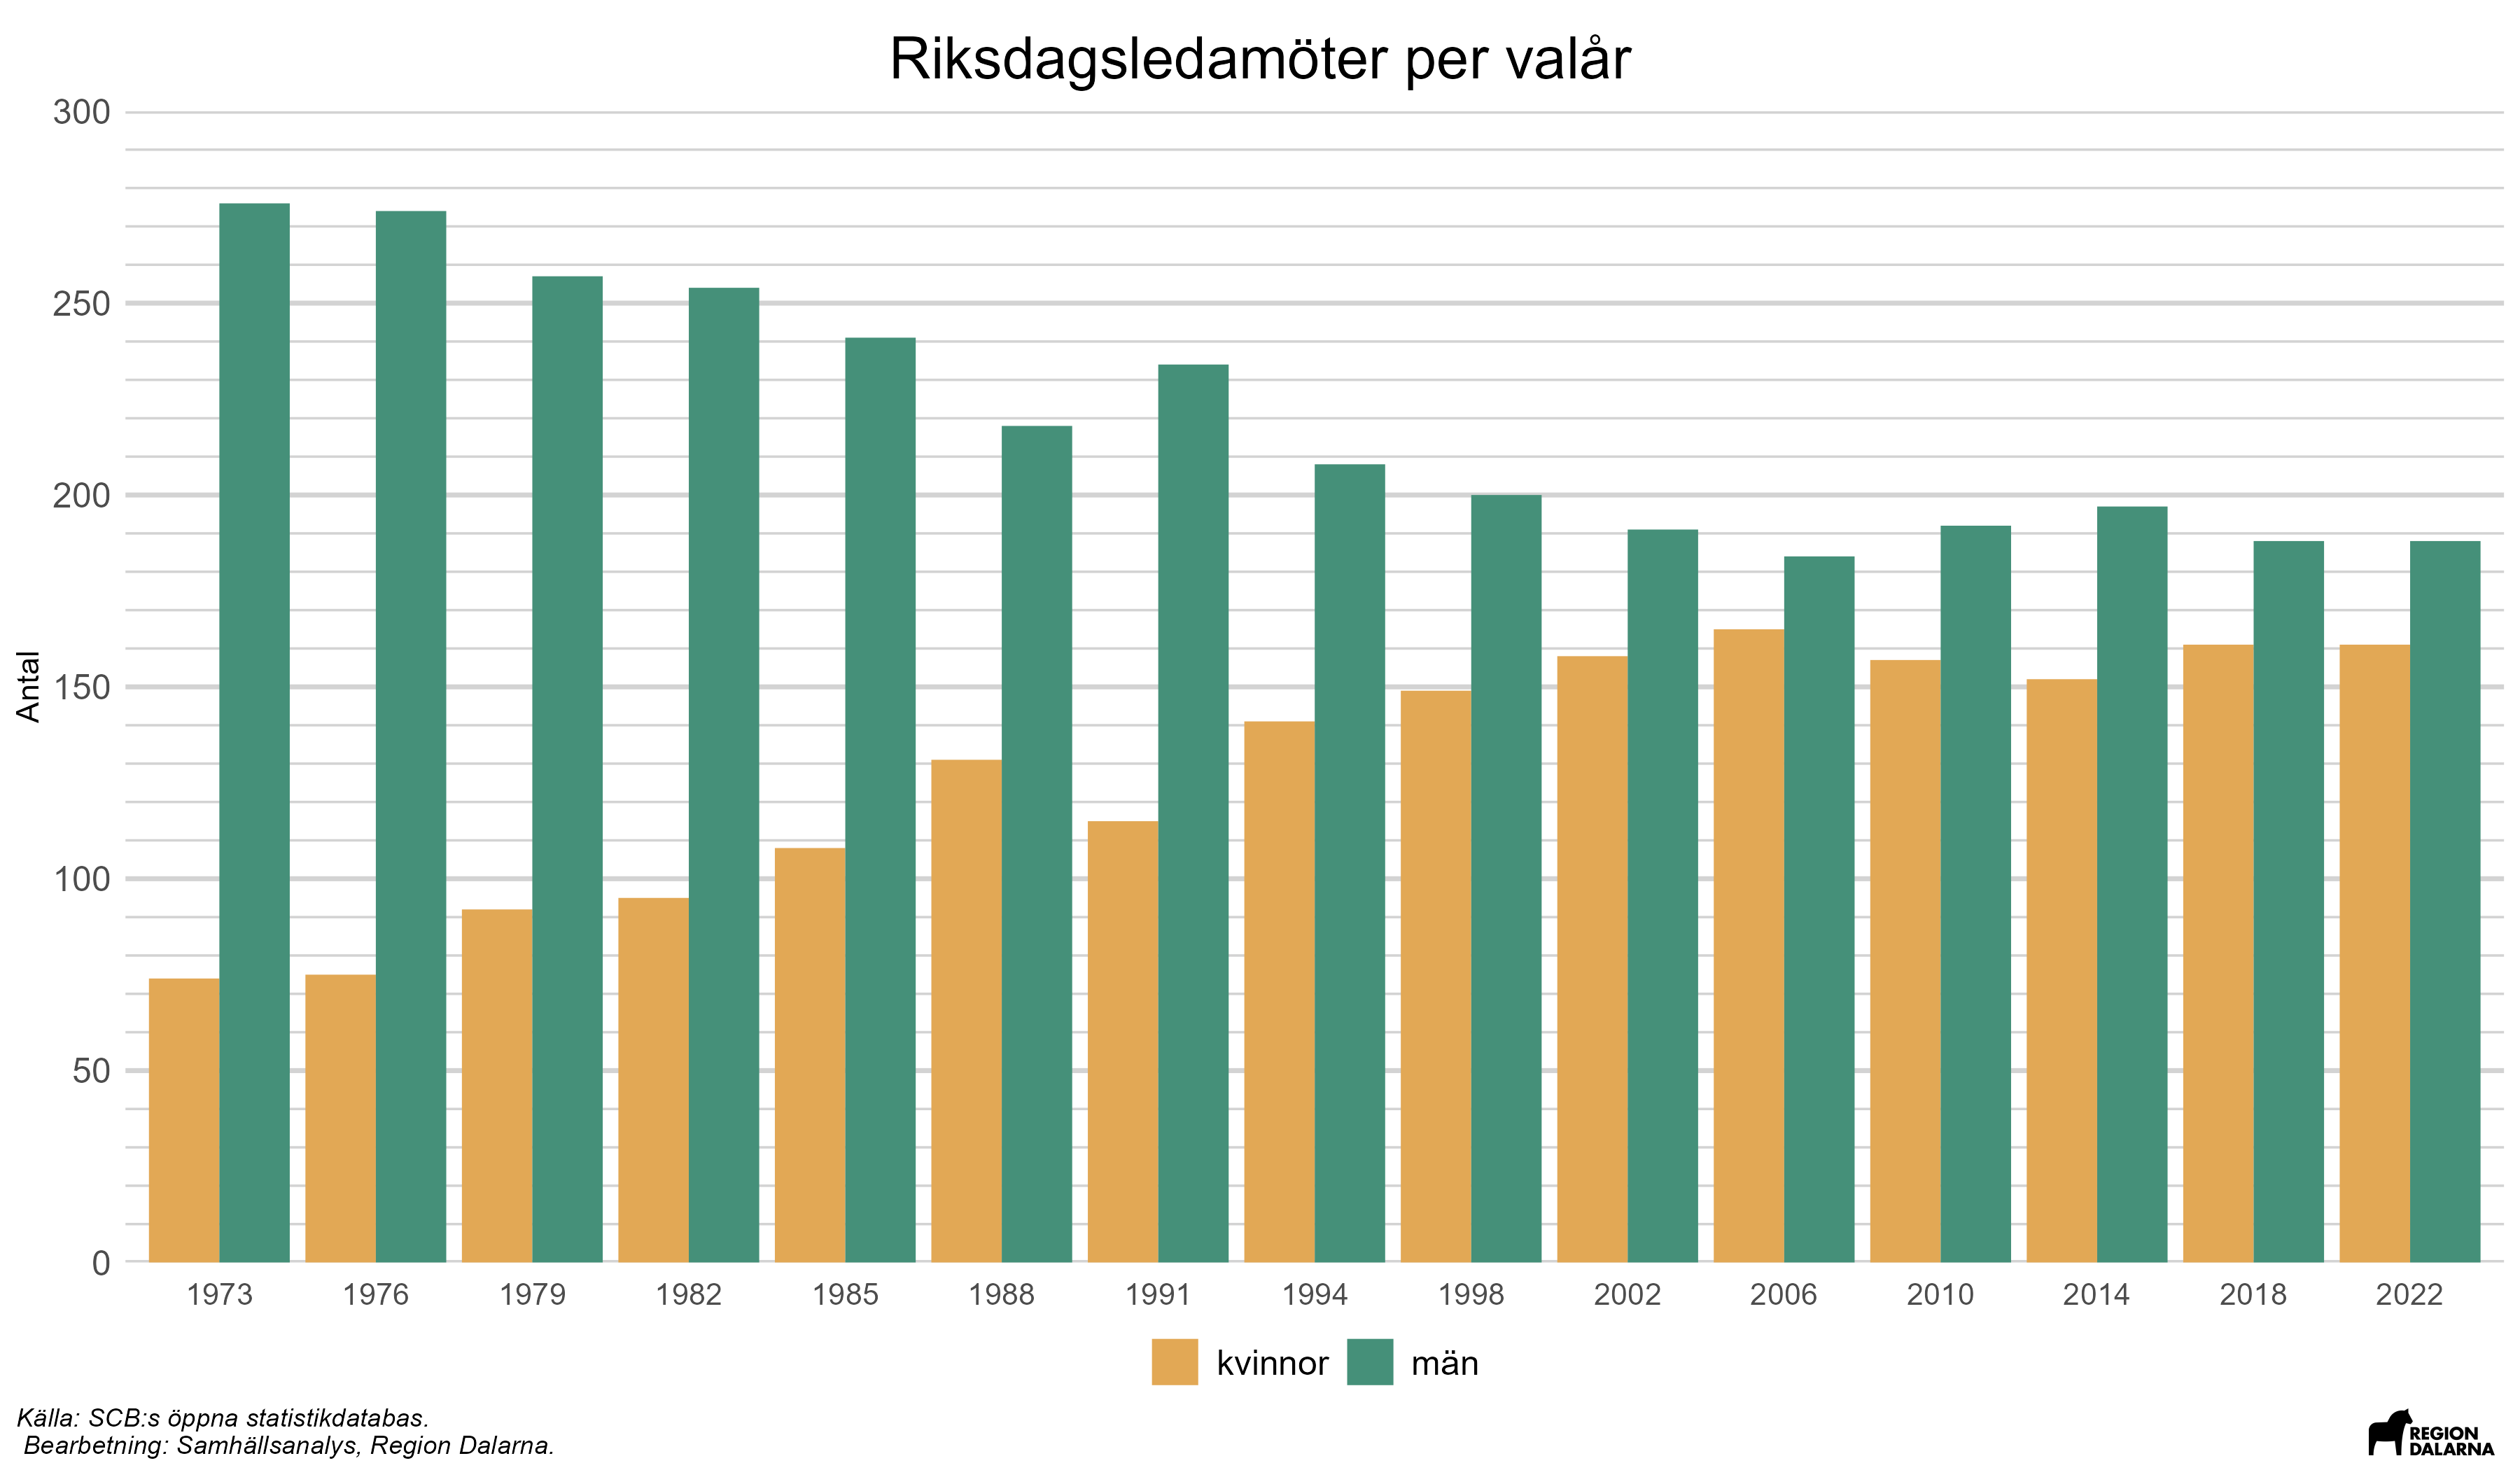 Riksdagsledamöter per valår
300
250
200
150
100
50
0
Antal
1973 1976 1979 1982 1985 1988 1991 1994 1998 2002 2006 2010 2014 2018 2022
kvinnor män
Källa: SCB:s öppna statistikdatabas.
Bearbetning: Samhällsanalys, Region Dalarna.
REGION
DALARNA